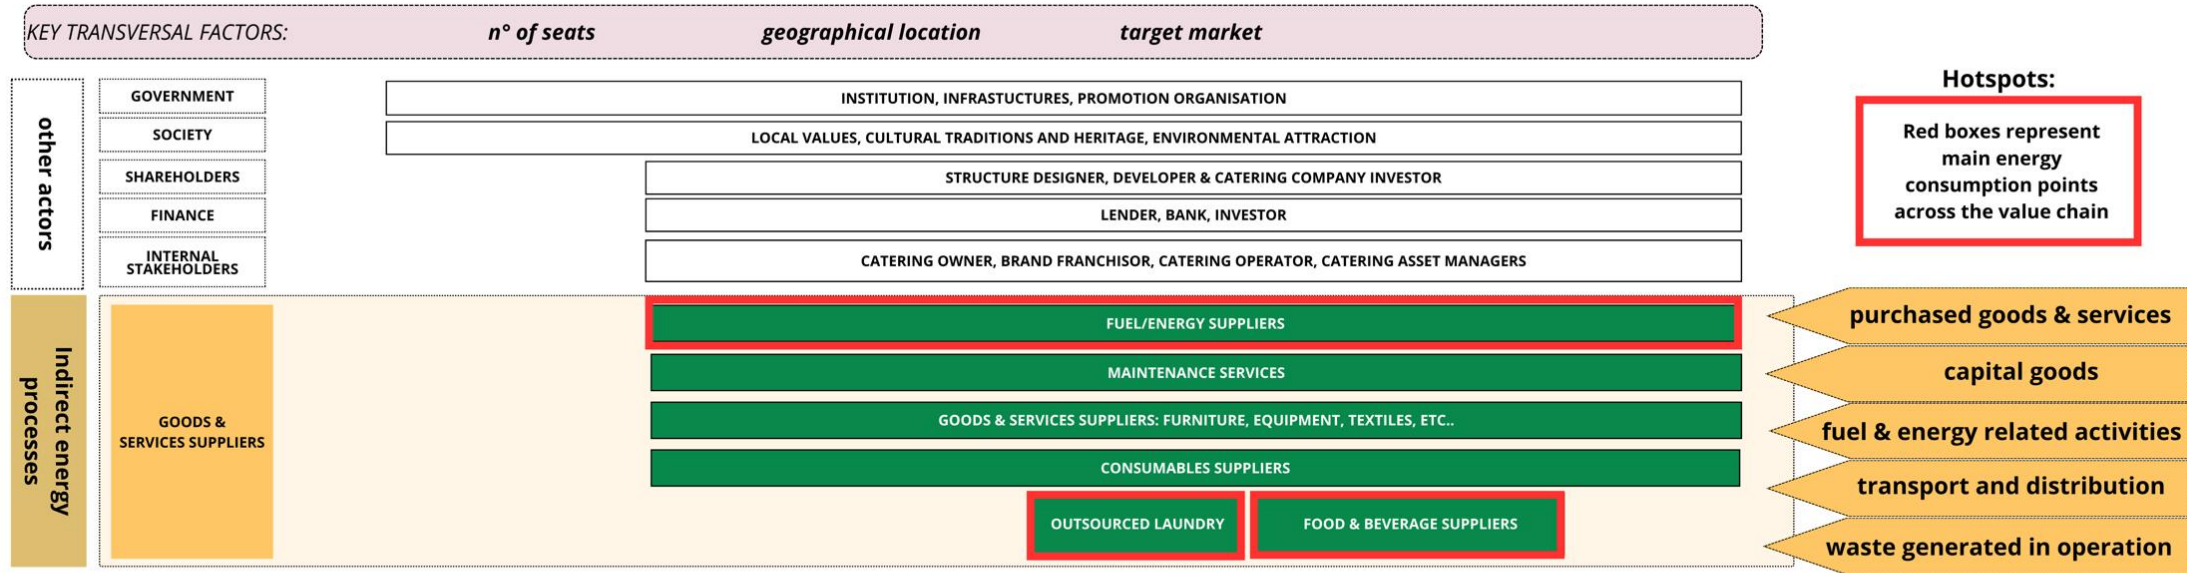 KEY TRANSVERSAL FACTORS: n° of seats geographical location target market
other actors
GOVERNMENT
INSTITUTION, INFRASTUCTURES, PROMOTION ORGANISATION
SOCIETY
LOCAL VALUES, CULTURAL TRADITIONS AND HERITAGE, ENVIRONMENTAL ATTRACTION
SHAREHOLDERS
STRUCTURE DESIGNER, DEVELOPER & CATERING COMPANY INVESTOR
FINANCE
LENDER, BANK, INVESTOR
INTERNAL
STAKEHOLDERS
CATERING OWNER, BRAND FRANCHISOR, CATERING OPERATOR, CATERING ASSET MANAGERS
Hotspots:
Red boxes represent
main energy
consumption points
across the value chain
Indirect energy
processes
GOODS &
SERVICES SUPPLIERS
FUEL/ENERGY SUPPLIERS
MAINTENANCE SERVICES
GOODS & SERVICES SUPPLIERS: FURNITURE, EQUIPMENT, TEXTILES, ETC..
CONSUMABLES SUPPLIERS
OUTSOURCED LAUNDRY
FOOD & BEVERAGE SUPPLIERS
purchased goods & services
capital goods
fuel & energy related activities
transport and distribution
waste generated in operation